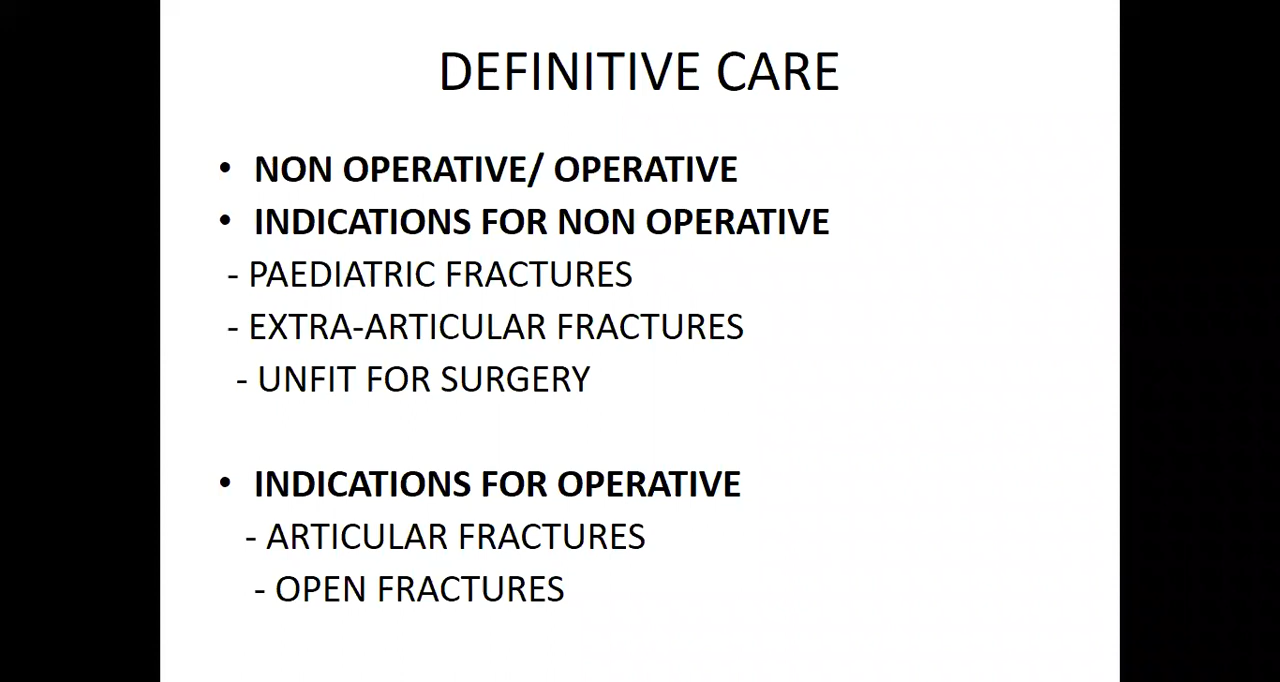 DEFINITIVE CARE
• NON OPERATIVE/ OPERATIVE
• INDICATIONS FOR NON OPERATIVE
- PAEDIATRIC FRACTURES
- EXTRA-ARTICULAR FRACTURES
- UNFIT FOR SURGERY
• INDICATIONS FOR OPERATIVE
- ARTICULAR FRACTURES
- OPEN FRACTURES